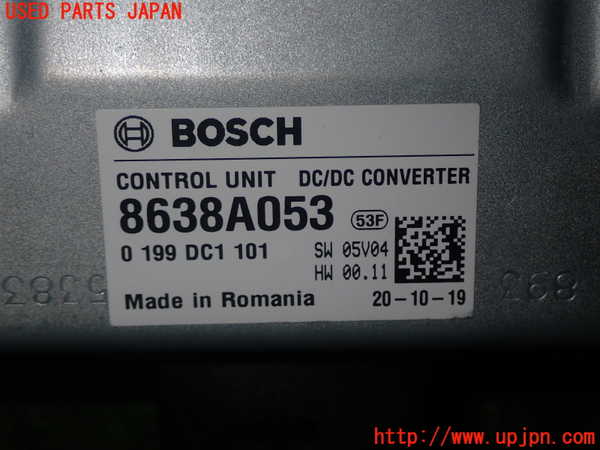 USED PARTS JAPAN
BOSCH
CONTROL UNIT DC/DC CONVERTER
8638A053 53F
0 199 DC1 101 SW 05V04
HW 00.11
Made in Romania 20-10-19
http://www.upjpn.com/